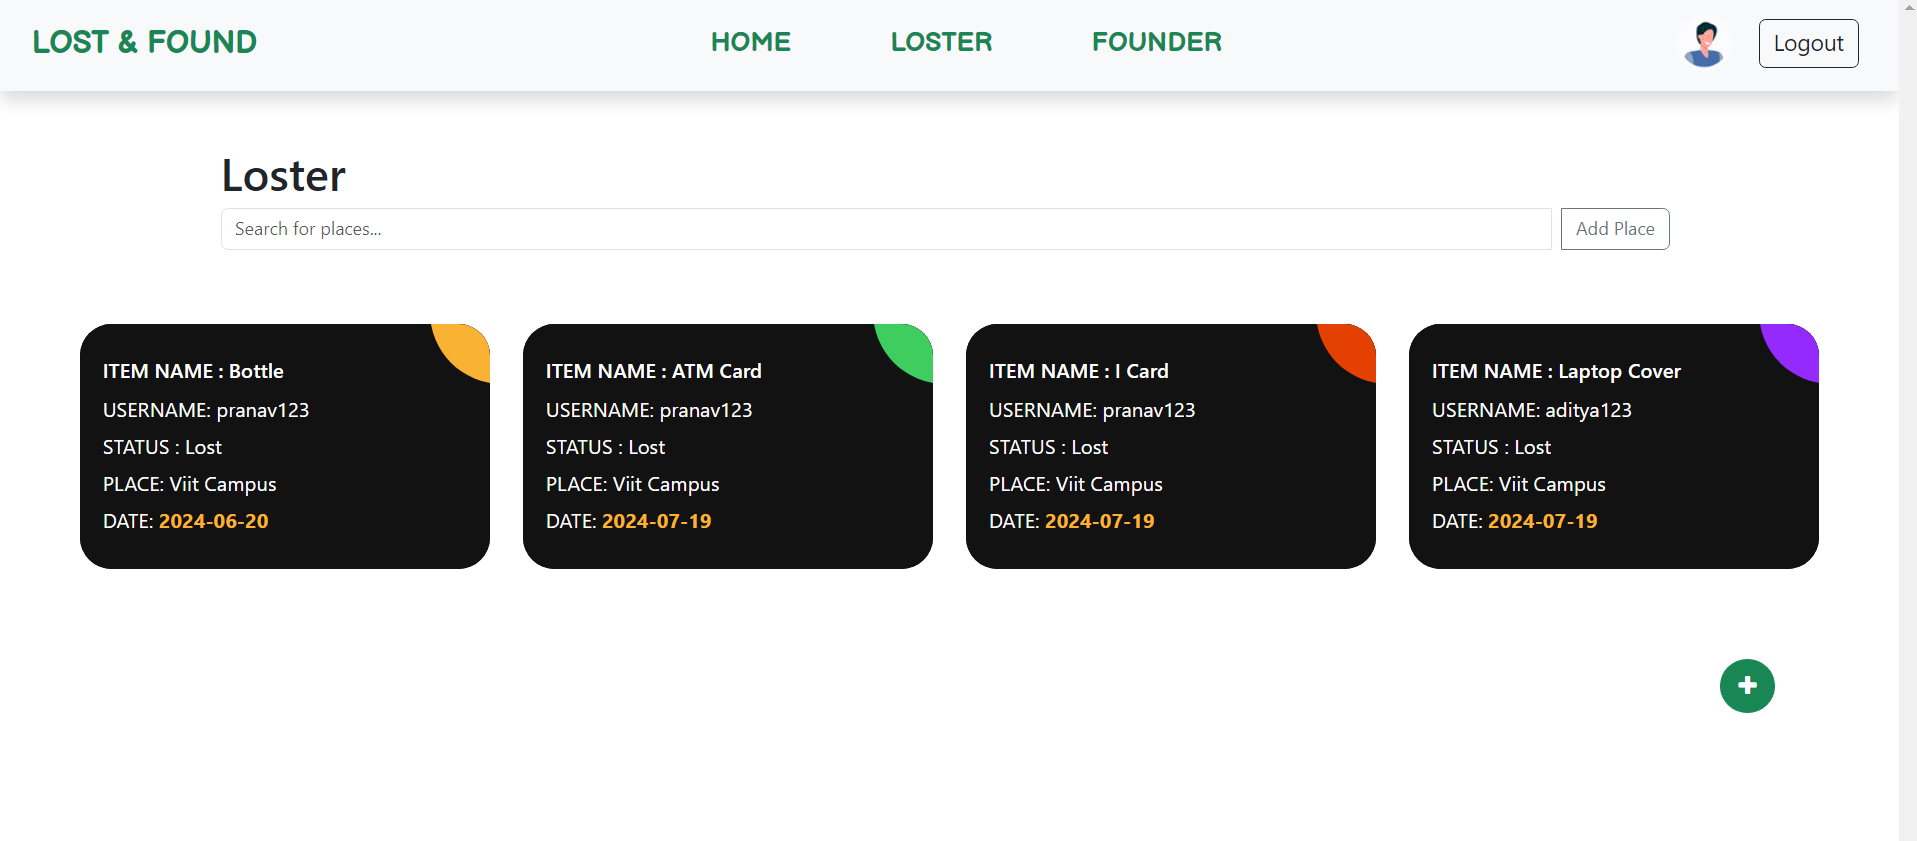 LOST & FOUND
HOME
LOSTER
FOUNDER
Logout
Loster
Search for places...
Add Place
ITEM NAME : Bottle
USERNAME: pranav123
STATUS : Lost
PLACE: Viit Campus
DATE: 2024-06-20
ITEM NAME : ATM Card
USERNAME: pranav123
STATUS : Lost
PLACE: Viit Campus
DATE: 2024-07-19
ITEM NAME : I Card
USERNAME: pranav123
STATUS : Lost
PLACE: Viit Campus
DATE: 2024-07-19
ITEM NAME : Laptop Cover
USERNAME: aditya123
STATUS : Lost
PLACE: Viit Campus
DATE: 2024-07-19